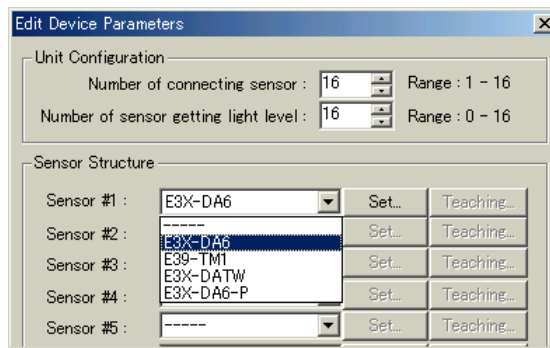 Edit Device Parameters
Unit Configuration
Number of connecting sensor : 16 Range : 1 - 16
Number of sensor getting light level : 16 Range : 0 - 16
Sensor Structure
Sensor #1 : E3X-DA6 Set... Teaching...
-----
Sensor #2 : E3X-DA6 Set... Teaching...
E39-TM1
Sensor #3 : E3X-DATW Set... Teaching...
E3X-DA6-P
Sensor #4 : Set... Teaching...
Sensor #5 : ----- Set... Teaching...